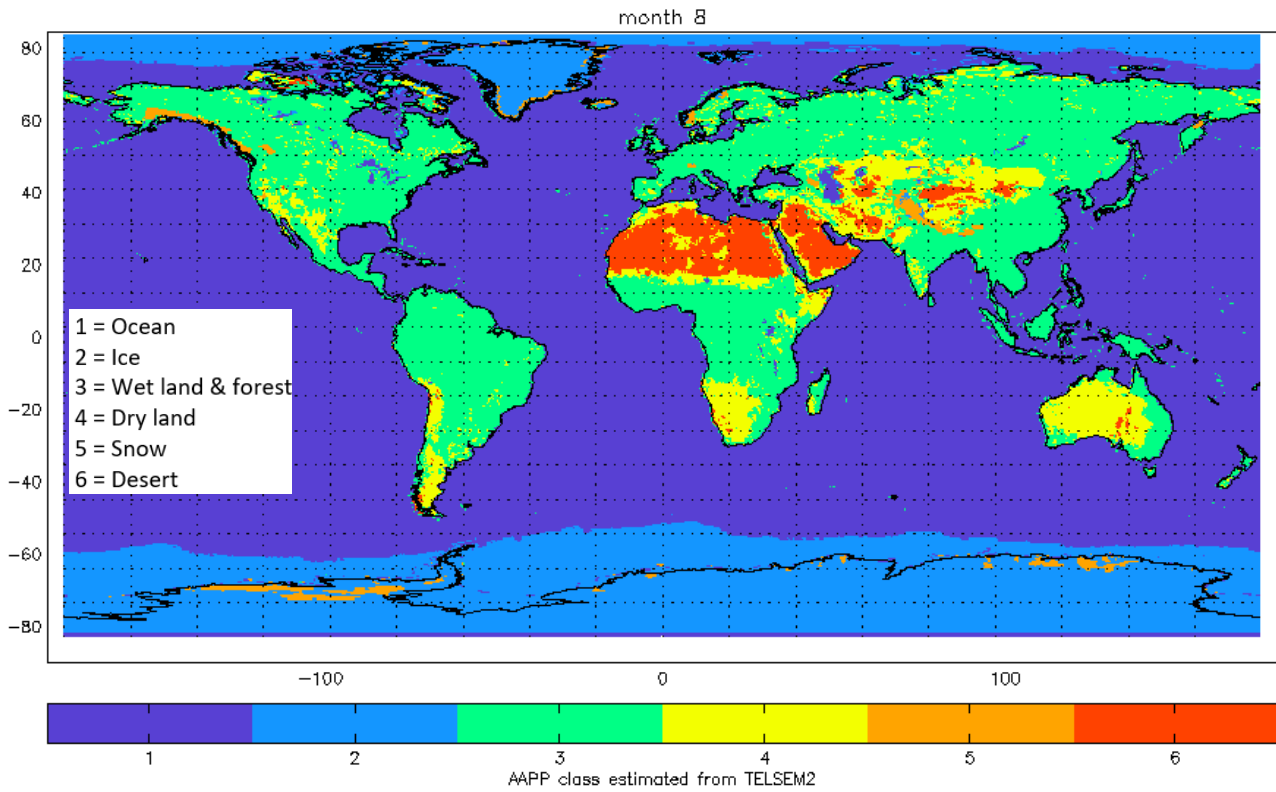 month 8
80
60
40
20
0
−20
−40
−60
−80
1 = Ocean
2 = Ice
3 = Wet land & forest
4 = Dry land
5 = Snow
6 = Desert
−100 0 100
1 2 3 4 5 6
AAPP class estimated from TELSEM2